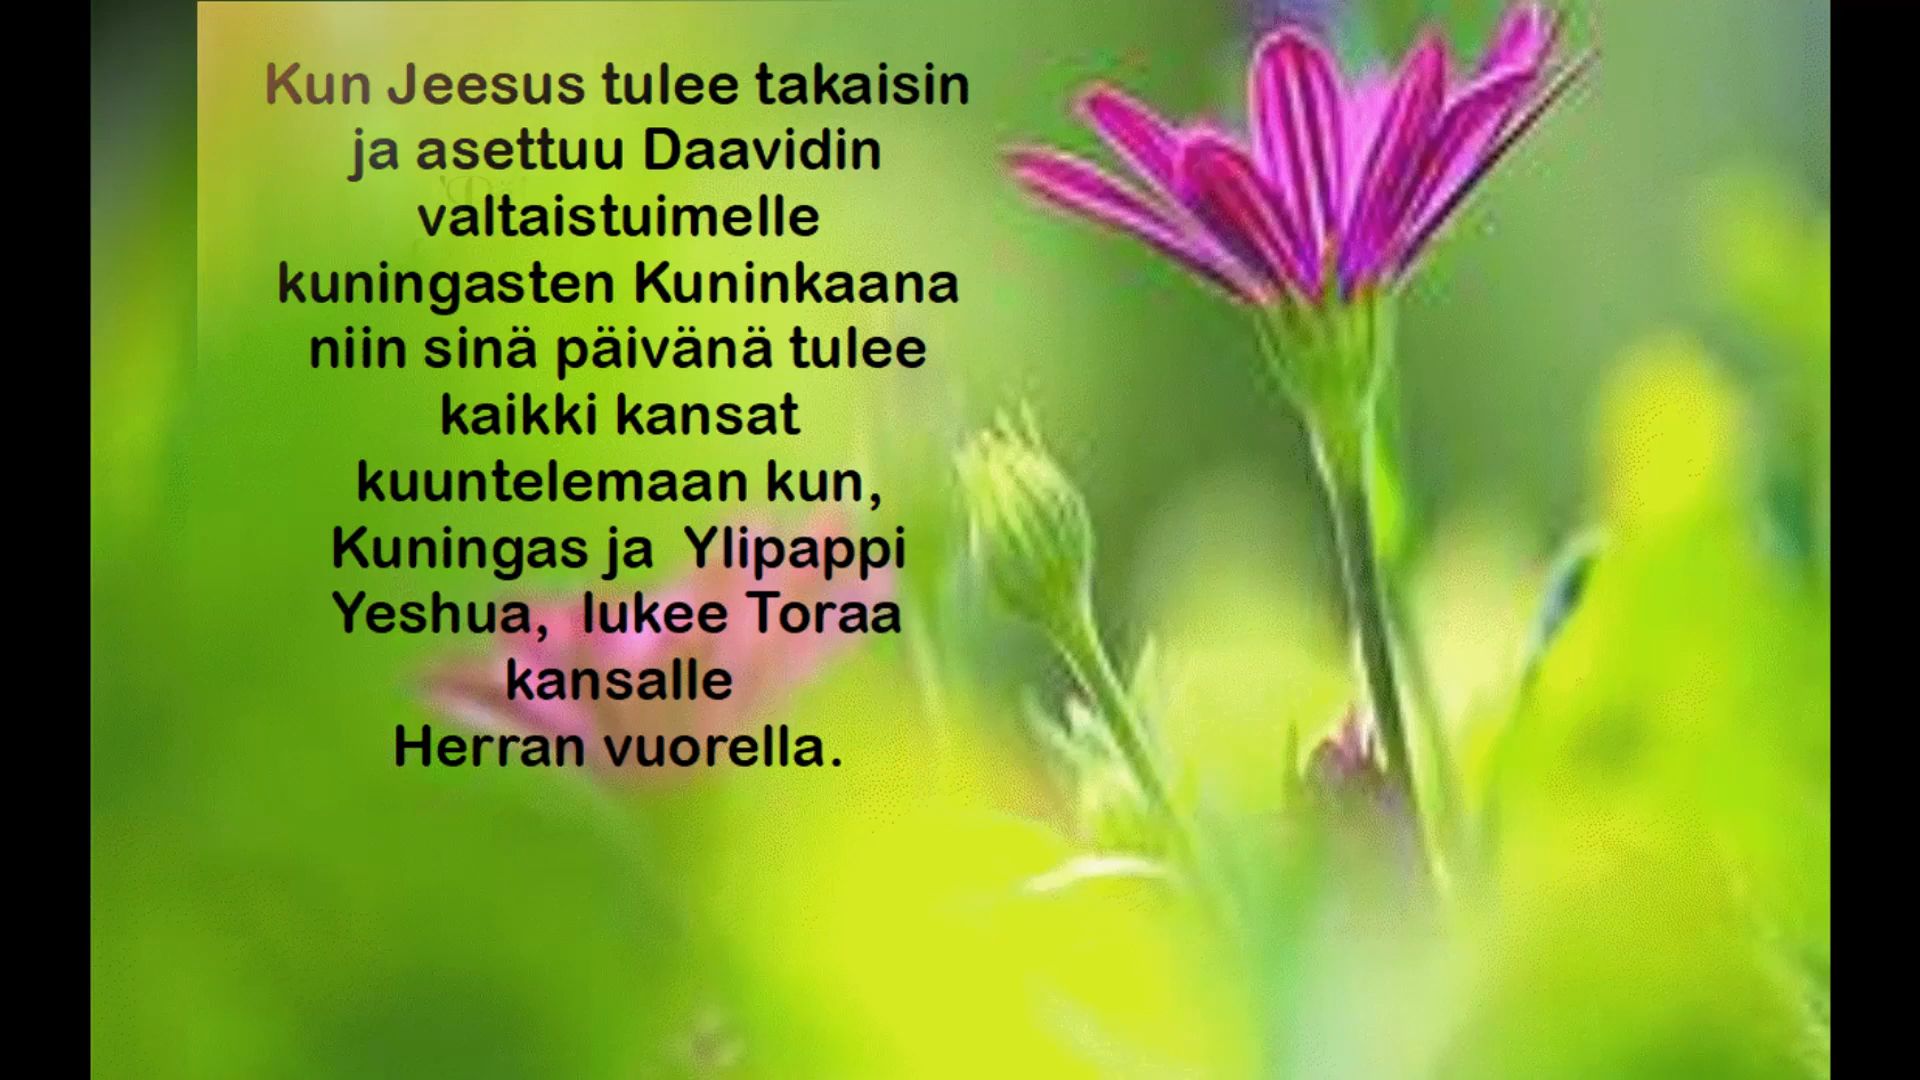 Kun Jeesus tulee takaisin
ja asettuu Daavidin
valtaistuimelle
kuningasten Kuninkaana
niin sinä päivänä tulee
kaikki kansat
kuuntelemaan kun,
Kuningas ja  Ylipappi
Yeshua,  lukee Toraa
kansalle
Herran vuorella.